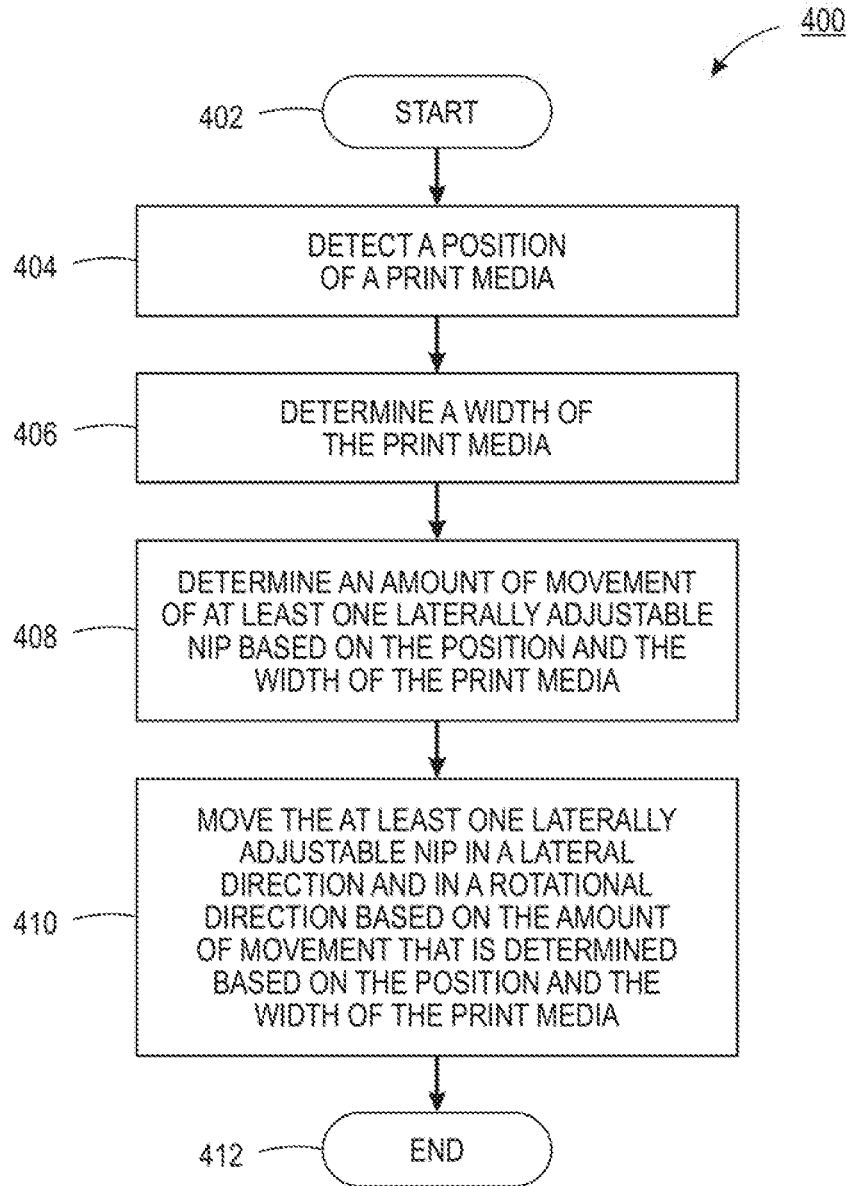 400
402
START
404
DETECT A POSITION
OF A PRINT MEDIA
406
DETERMINE A WIDTH OF
THE PRINT MEDIA
408
DETERMINE AN AMOUNT OF MOVEMENT
OF AT LEAST ONE LATERALLY ADJUSTABLE
NIP BASED ON THE POSITION AND THE
WIDTH OF THE PRINT MEDIA
410
MOVE THE AT LEAST ONE LATERALLY
ADJUSTABLE NIP IN A LATERAL
DIRECTION AND IN A ROTATIONAL
DIRECTION BASED ON THE AMOUNT
OF MOVEMENT THAT IS DETERMINED
BASED ON THE POSITION AND THE
WIDTH OF THE PRINT MEDIA
412
END